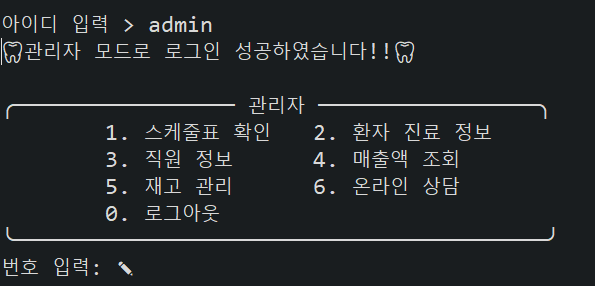 아이디 입력 > admin
🦷관리자 모드로 로그인 성공하였습니다!!🦷
관리자
1. 스케줄표 확인 2. 환자 진료 정보
3. 직원 정보 4. 매출액 조회
5. 재고 관리 6. 온라인 상담
0. 로그아웃
번호 입력: ✏